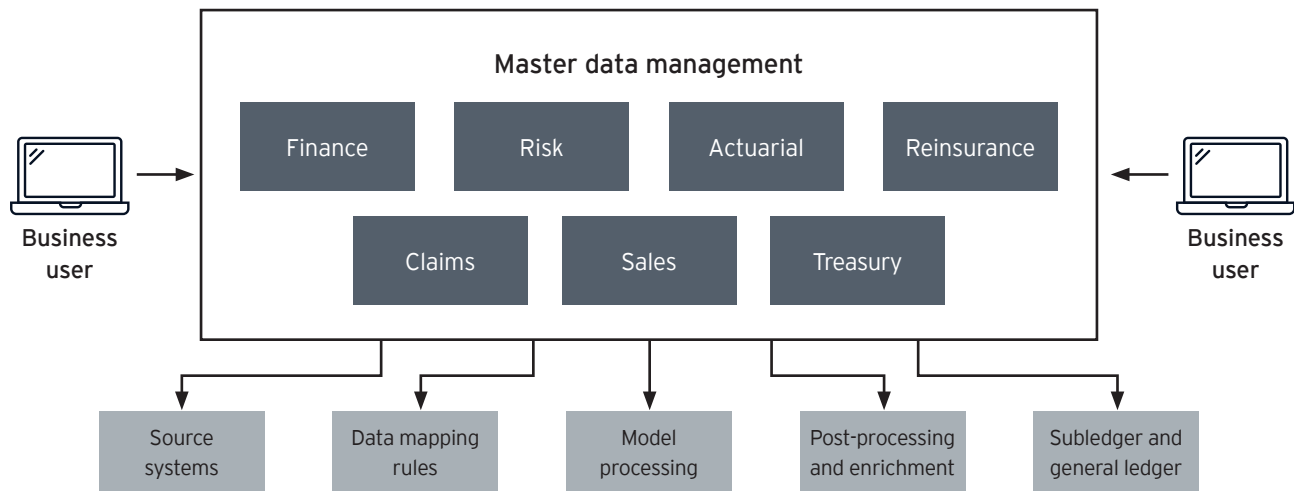 Master data management
Finance
Risk
Actuarial
Reinsurance
Business
user
Business
user
Claims
Sales
Treasury
Source
systems
Data mapping
rules
Model
processing
Post-processing
and enrichment
Subledger and
general ledger